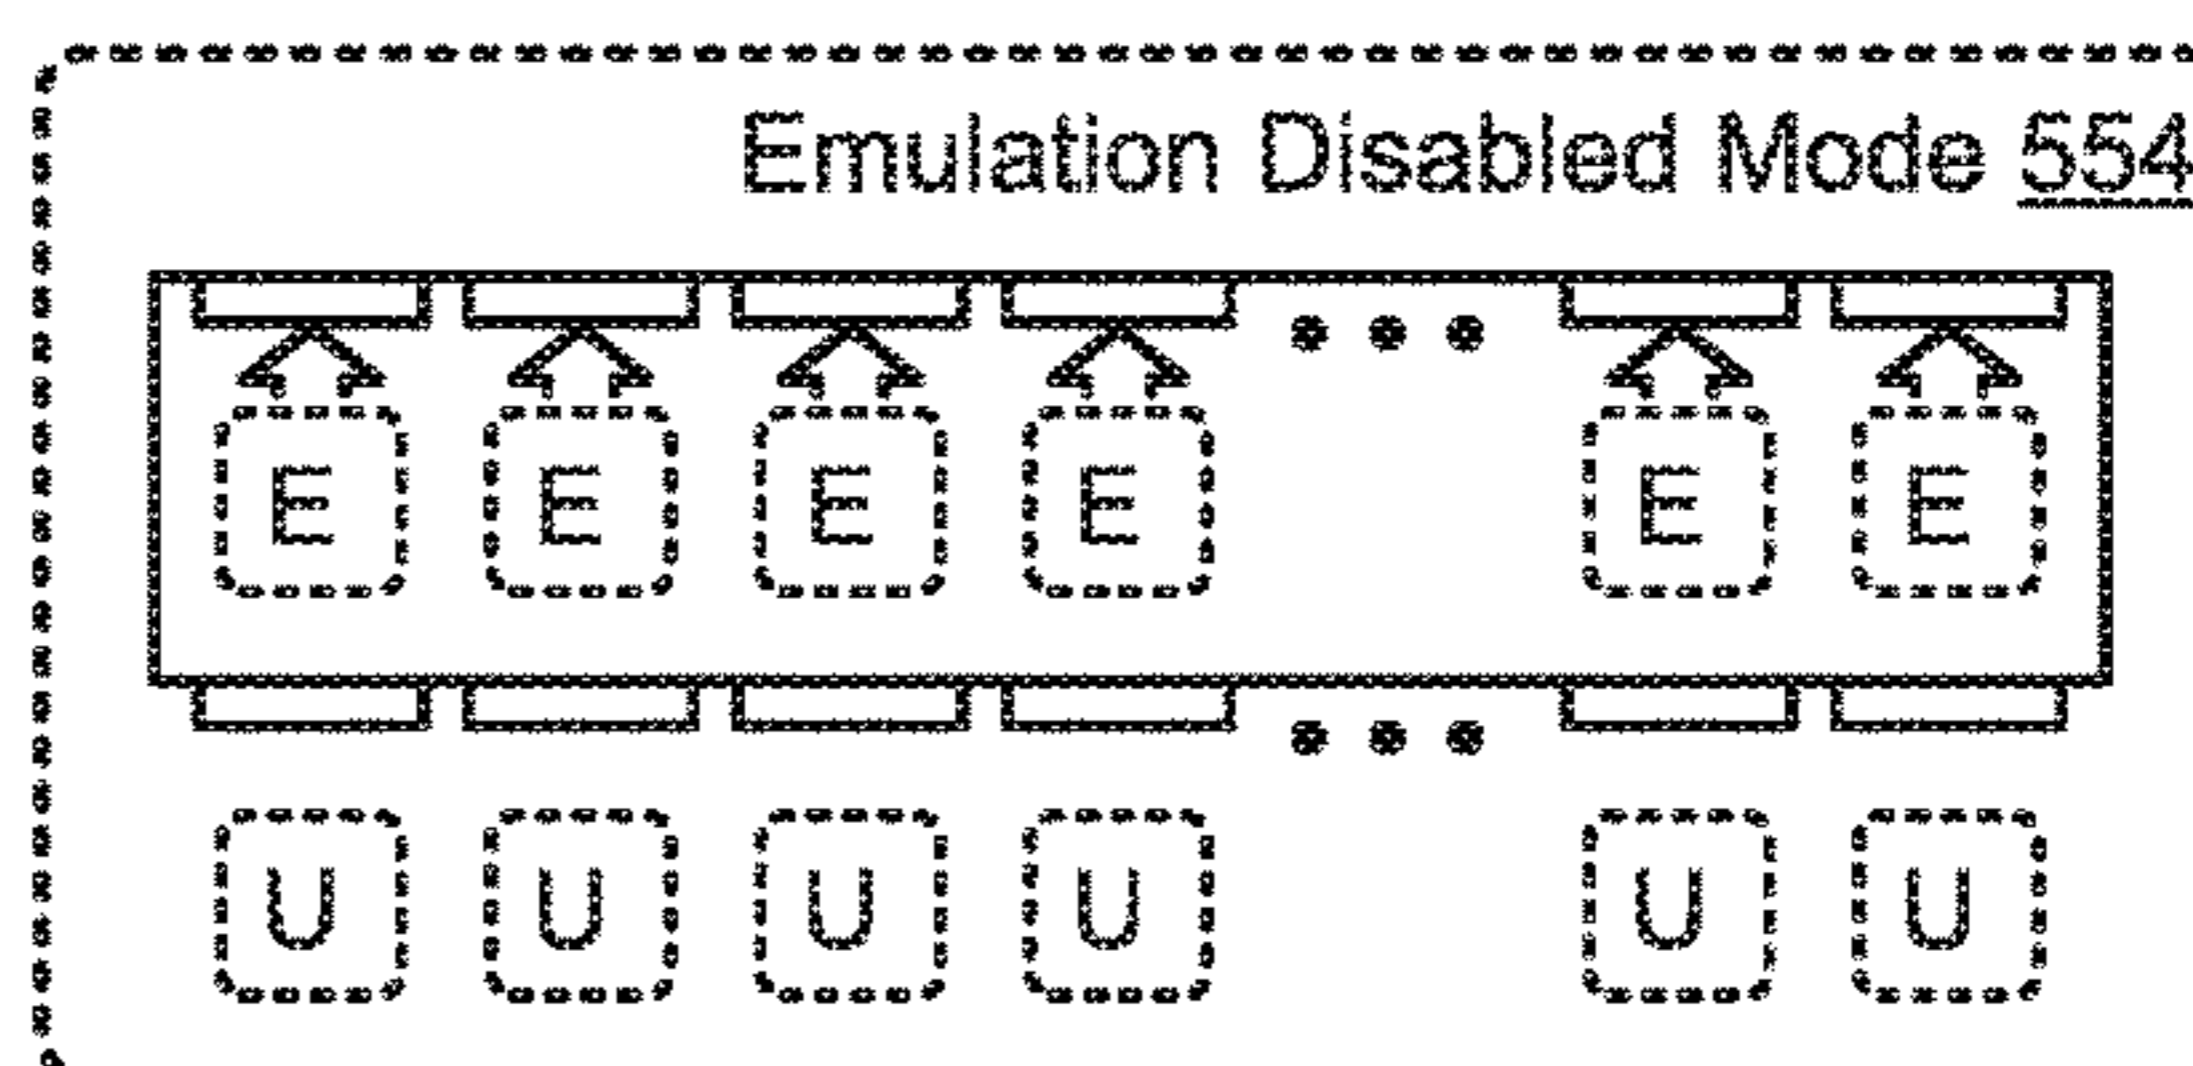 Emulation Disabled Mode 554
E E E E E E
U U U U U U